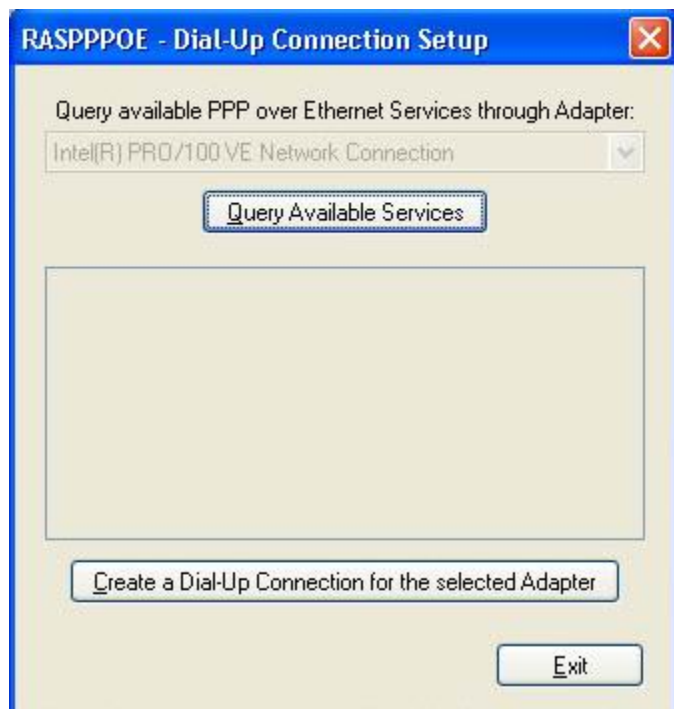 RASPPPOE - Dial-Up Connection Setup
Query available PPP over Ethernet Services through Adapter:
Intel(R) PRO/100 VE Network Connection
Query Available Services
Create a Dial-Up Connection for the selected Adapter
Exit